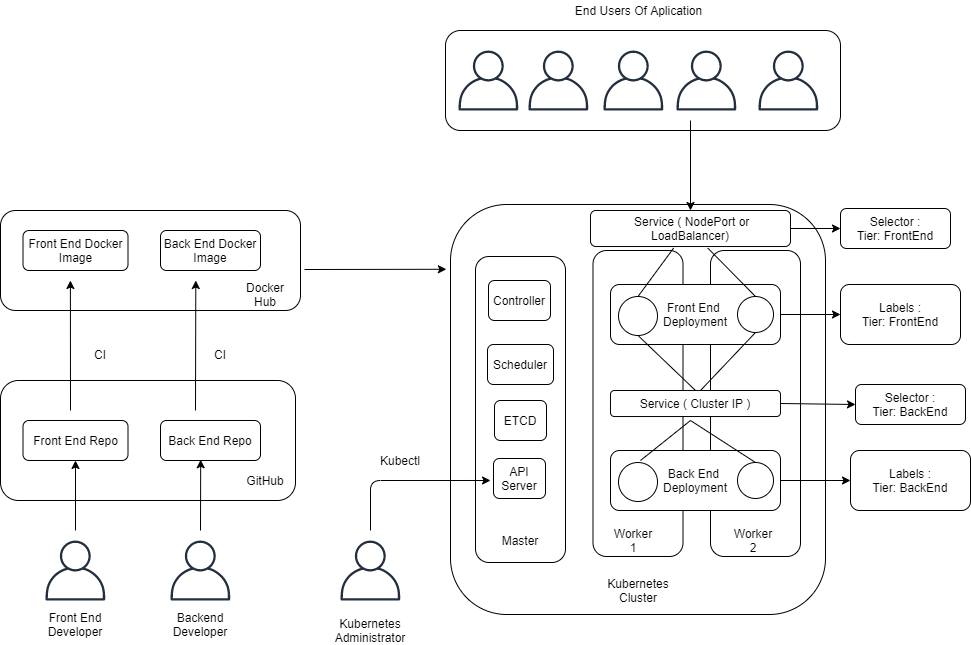 End Users Of Aplication
Service ( NodePort or
LoadBalancer)
Selector :
Tier: FrontEnd
Front End Docker
Image
Back End Docker
Image
Docker
Hub
Controller
Front End
Deployment
Labels :
Tier: FrontEnd
CI
CI
Scheduler
Service ( Cluster IP )
Selector :
Tier: BackEnd
ETCD
Front End Repo
Back End Repo
GitHub
Kubectl
API
Server
Back End
Deployment
Labels :
Tier: BackEnd
Master
Worker
1
Worker
2
Kubernetes
Cluster
Front End
Developer
Backend
Developer
Kubernetes
Administrator